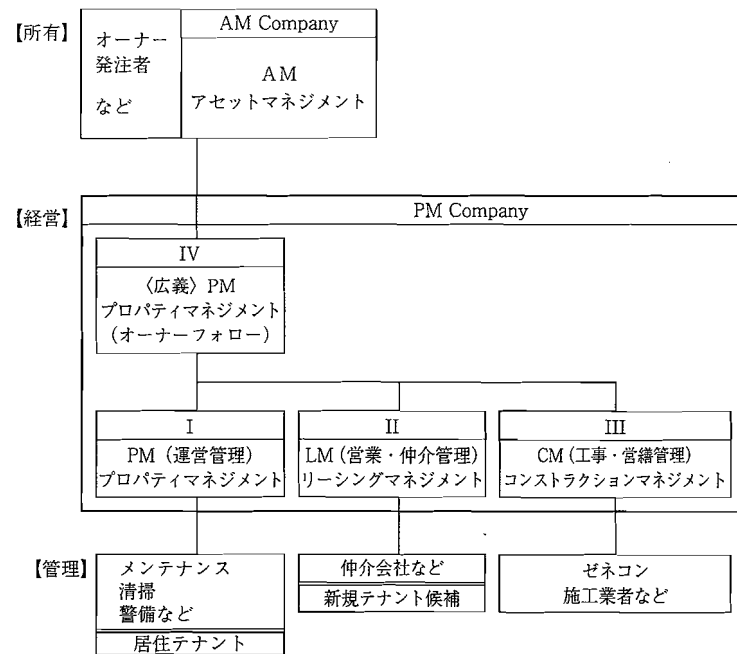 【所有】
オーナー
発注者
など
AM Company
AM
アセットマネジメント
【経営】
PM Company
IV
〈広義〉PM
プロパティマネジメント
(オーナーフォロー)
I
PM(運営管理)
プロパティマネジメント
II
LM(営業・仲介管理)
リーシングマネジメント
III
CM(工事・営繕管理)
コンストラクションマネジメント
【管理】
メンテナンス
清掃
警備など
居住テナント
仲介会社など
新規テナント候補
ゼネコン
施工業者など